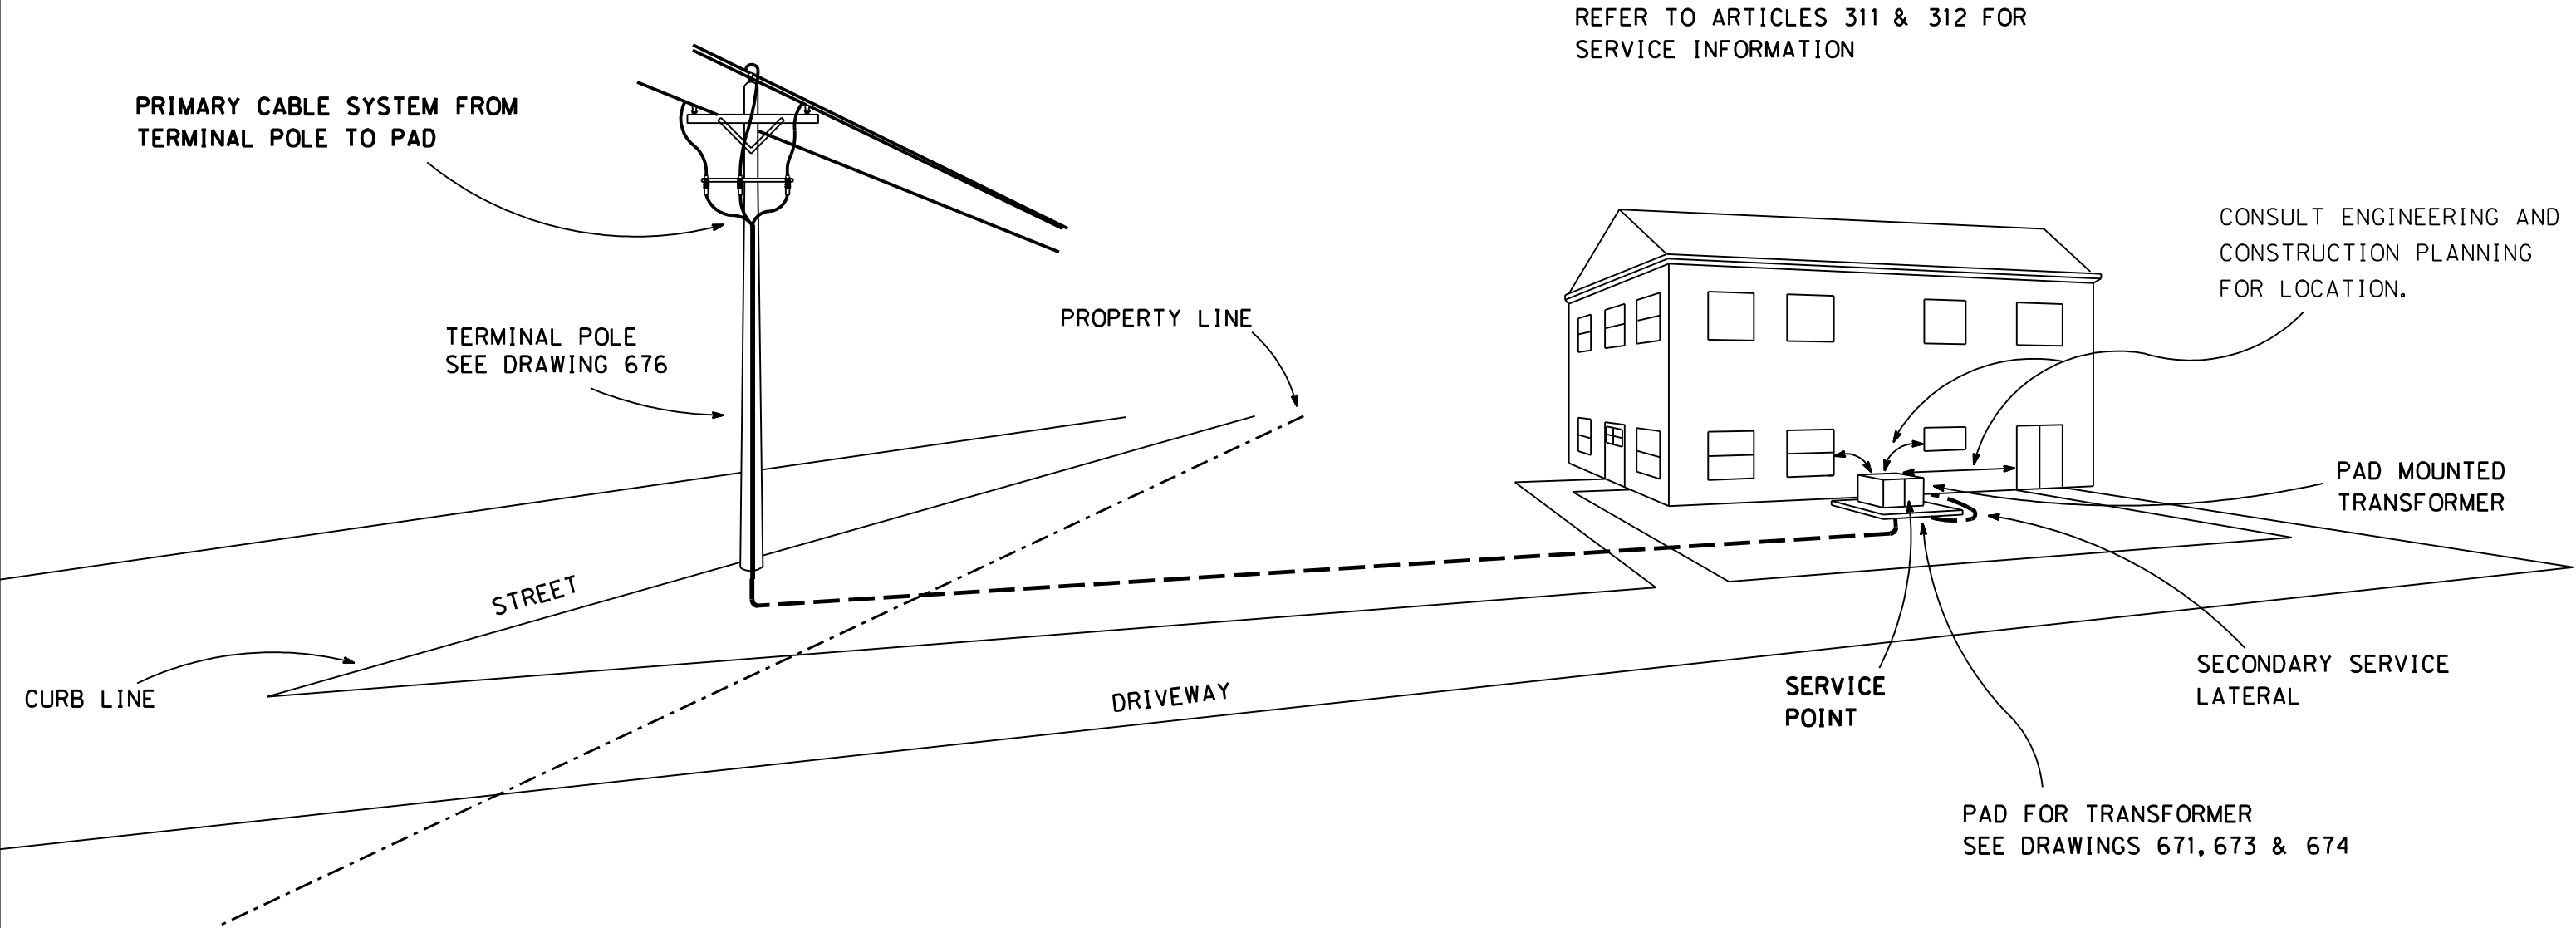 REFER TO ARTICLES 311 & 312 FOR
SERVICE INFORMATION
PRIMARY CABLE SYSTEM FROM
TERMINAL POLE TO PAD
CONSULT ENGINEERING AND
CONSTRUCTION PLANNING
FOR LOCATION.
TERMINAL POLE
SEE DRAWING 676
PROPERTY LINE
PAD MOUNTED
TRANSFORMER
STREET
CURB LINE
DRIVEWAY
SERVICE
POINT
SECONDARY SERVICE
LATERAL
PAD FOR TRANSFORMER
SEE DRAWINGS 671, 673 & 674